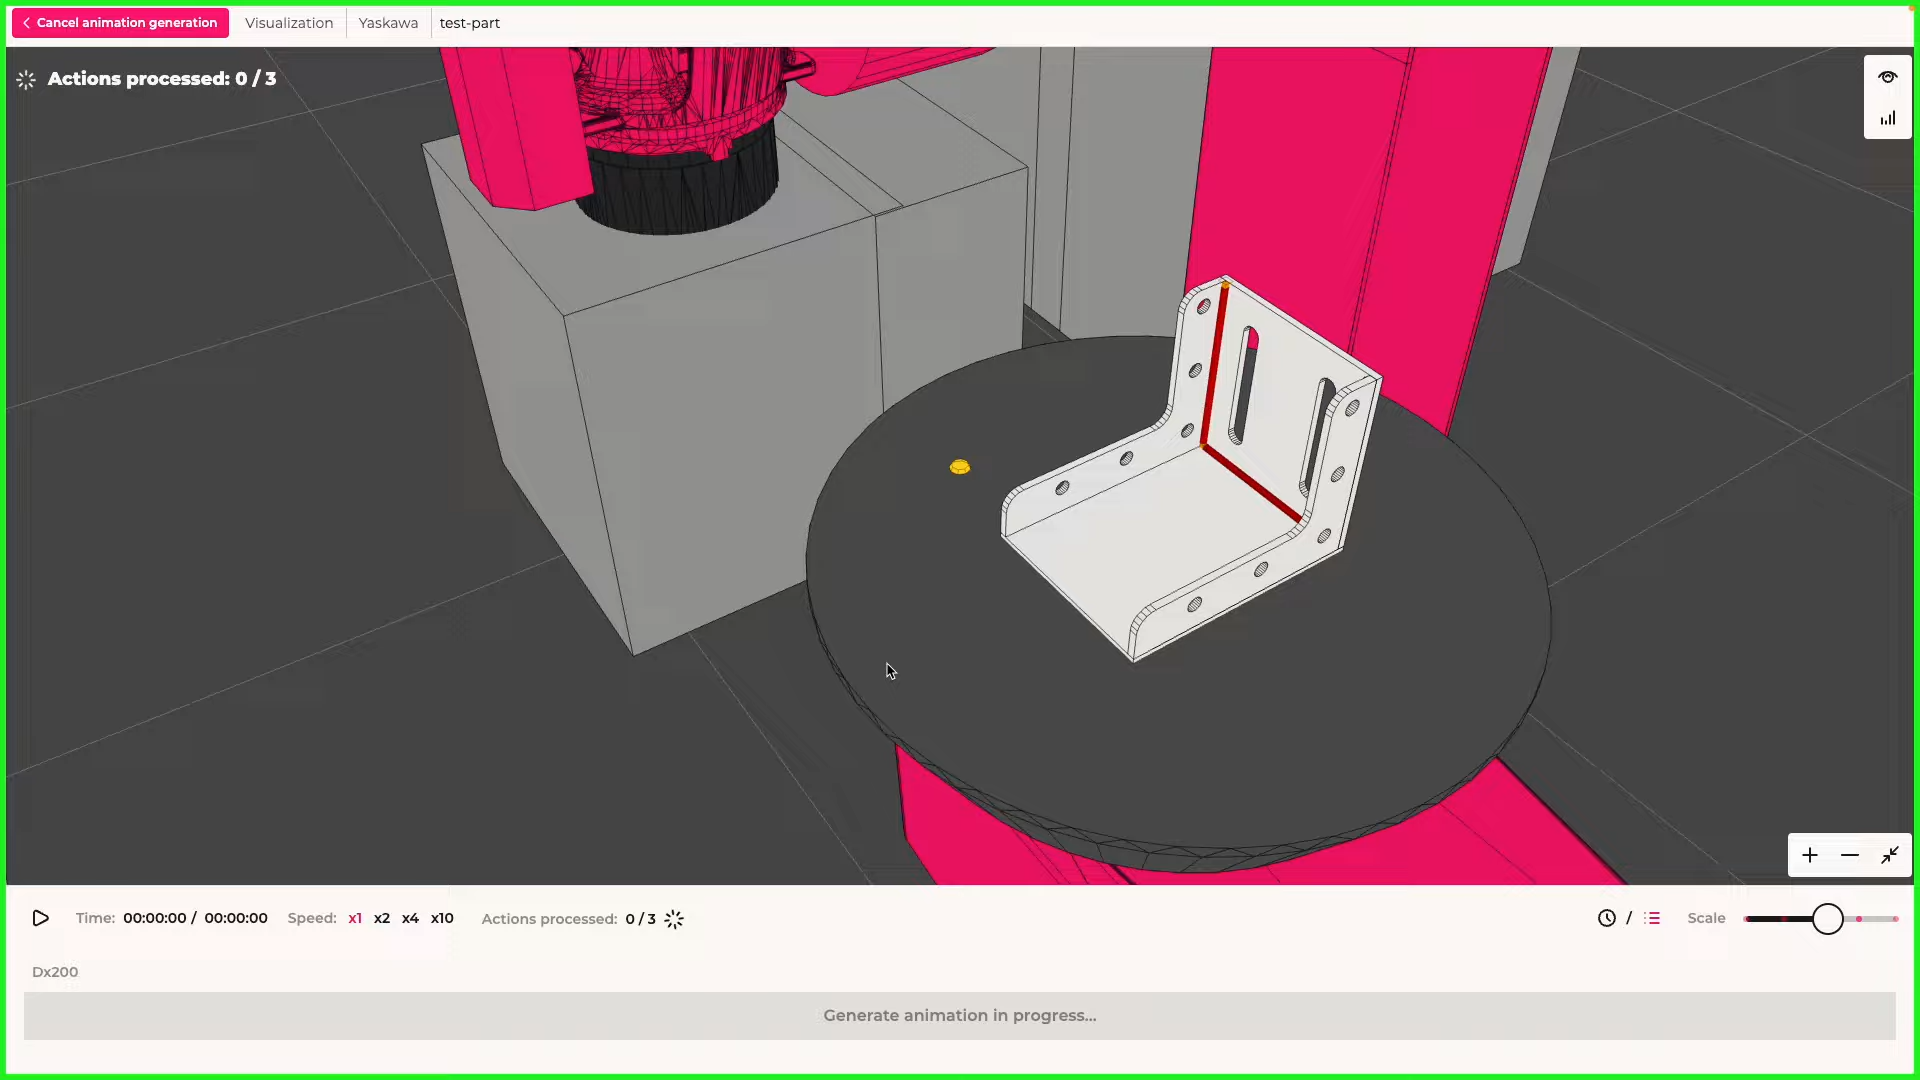 Cancel animation generation
Visualization
Yaskawa
test-part
Actions processed: 0 / 3
Time: 00:00:00 / 00:00:00
Speed: x1 x2 x4 x10
Actions processed: 0 / 3
/
Scale
Dx200
Generate animation in progress...